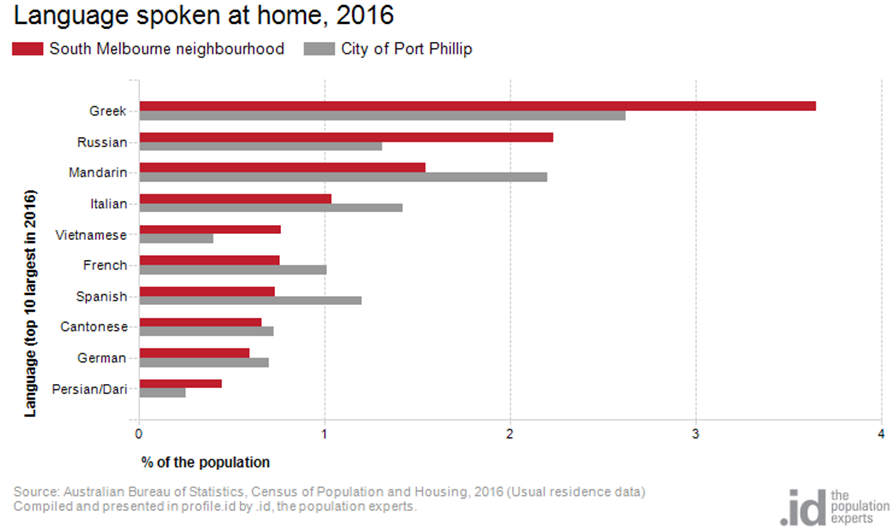 Language spoken at home, 2016
South Melbourne neighbourhood
City of Port Phillip
Language (top 10 largest in 2016)
Greek
Russian
Mandarin
Italian
Vietnamese
French
Spanish
Cantonese
German
Persian/Dari
0 1 2 3 4
% of the population
Source: Australian Bureau of Statistics, Census of Population and Housing, 2016 (Usual residence data)
Compiled and presented in profile.id by .id, the population experts.
.id the
population
experts